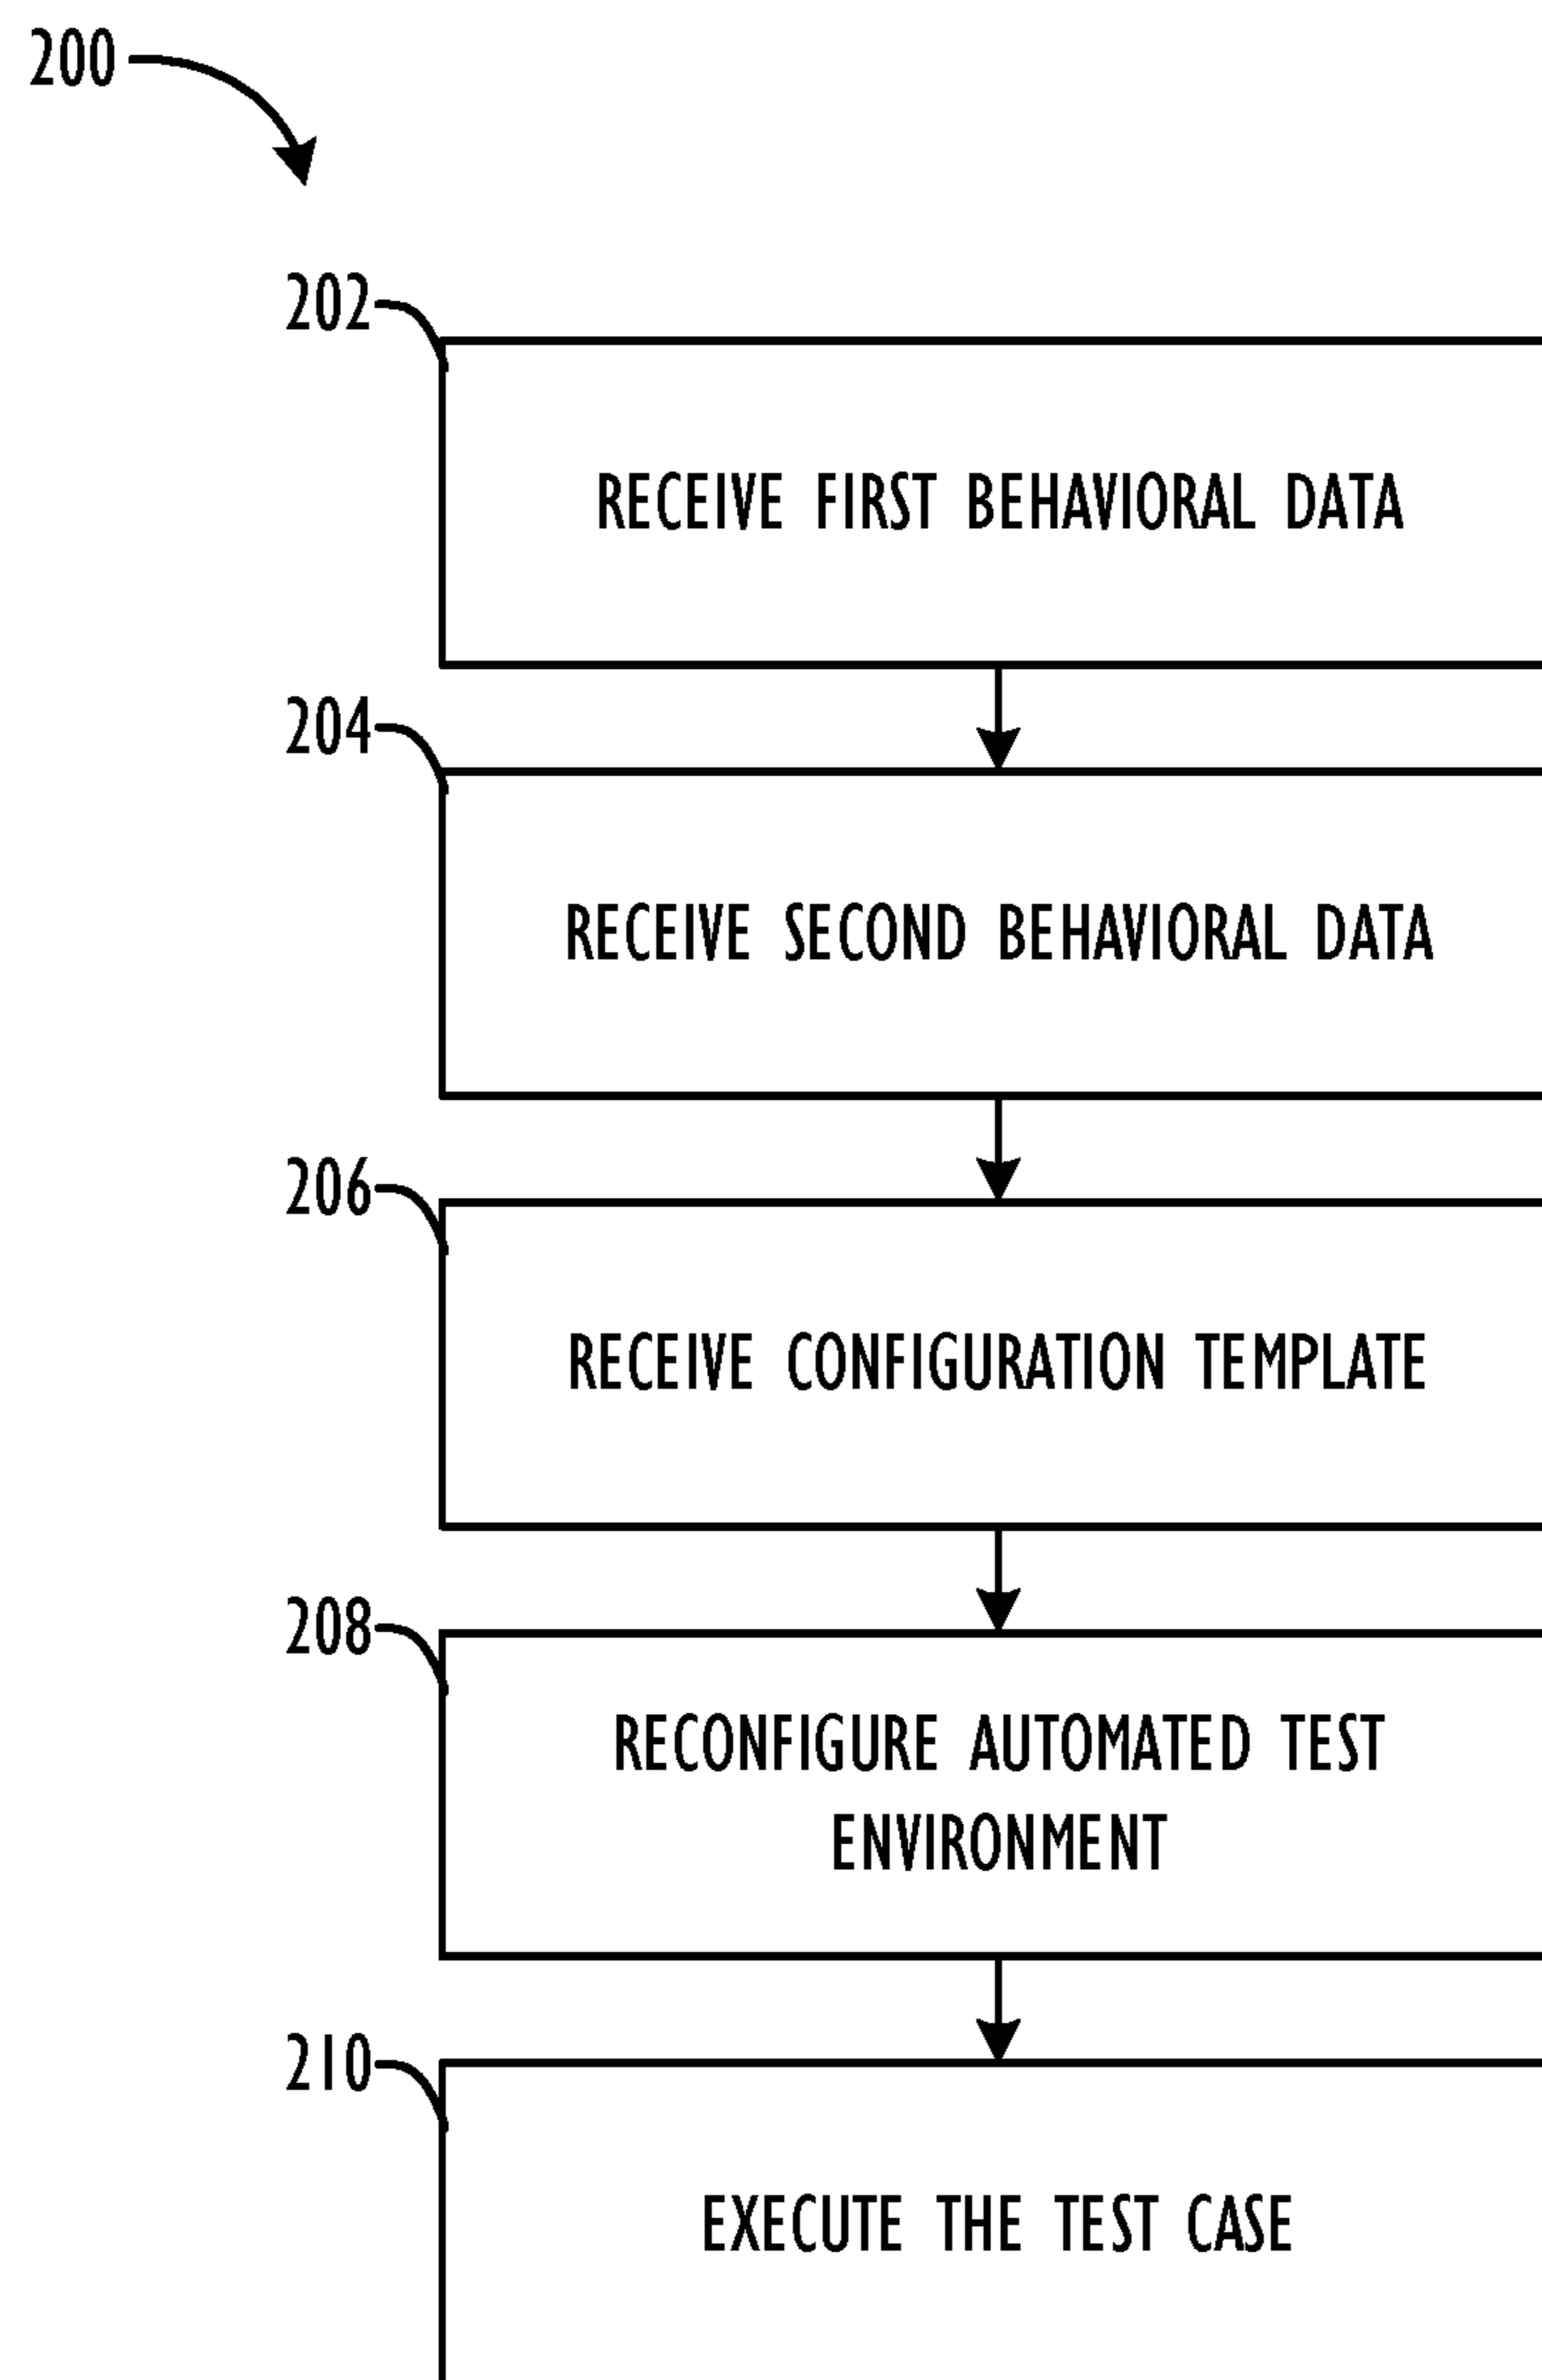 200
202
RECEIVE FIRST BEHAVIORAL DATA
204
RECEIVE SECOND BEHAVIORAL DATA
206
RECEIVE CONFIGURATION TEMPLATE
208
RECONFIGURE AUTOMATED TEST
ENVIRONMENT
210
EXECUTE THE TEST CASE